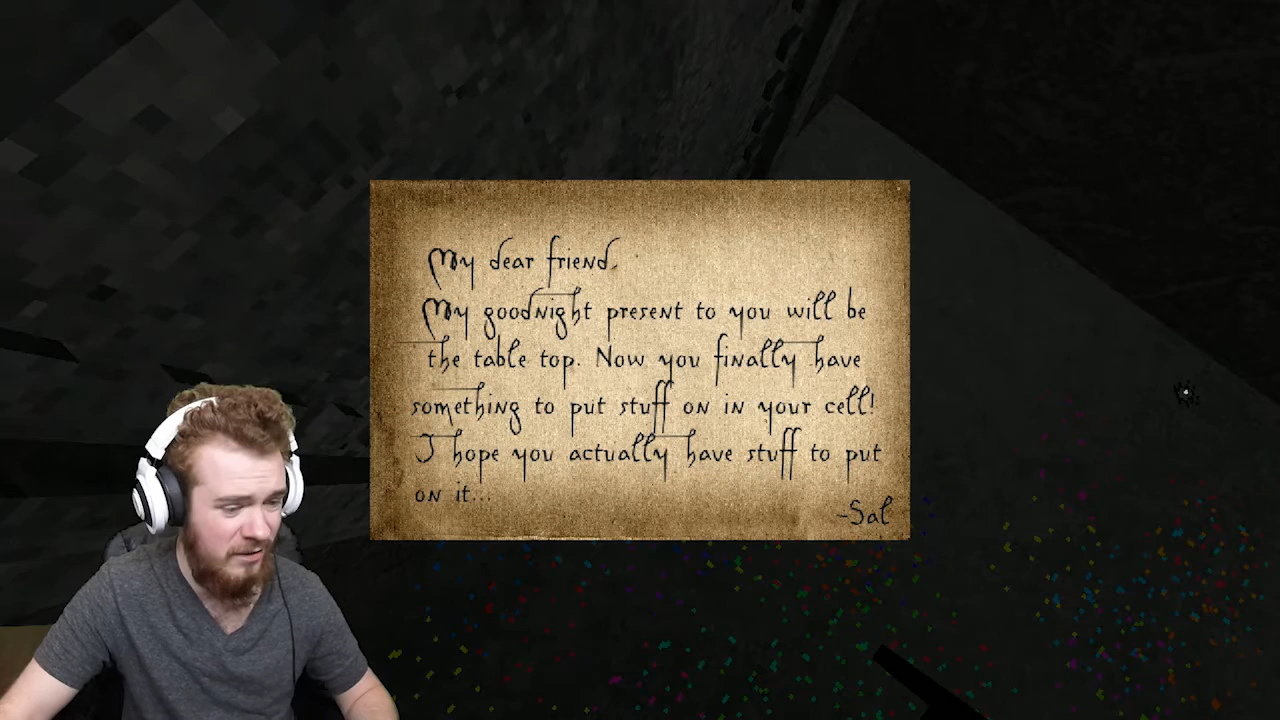 My dear friend,
My goodnight present to you will be
the table top. Now you finally have
something to put stuff on in your cell!
I hope you actually have stuff to put
on it...
-Sal